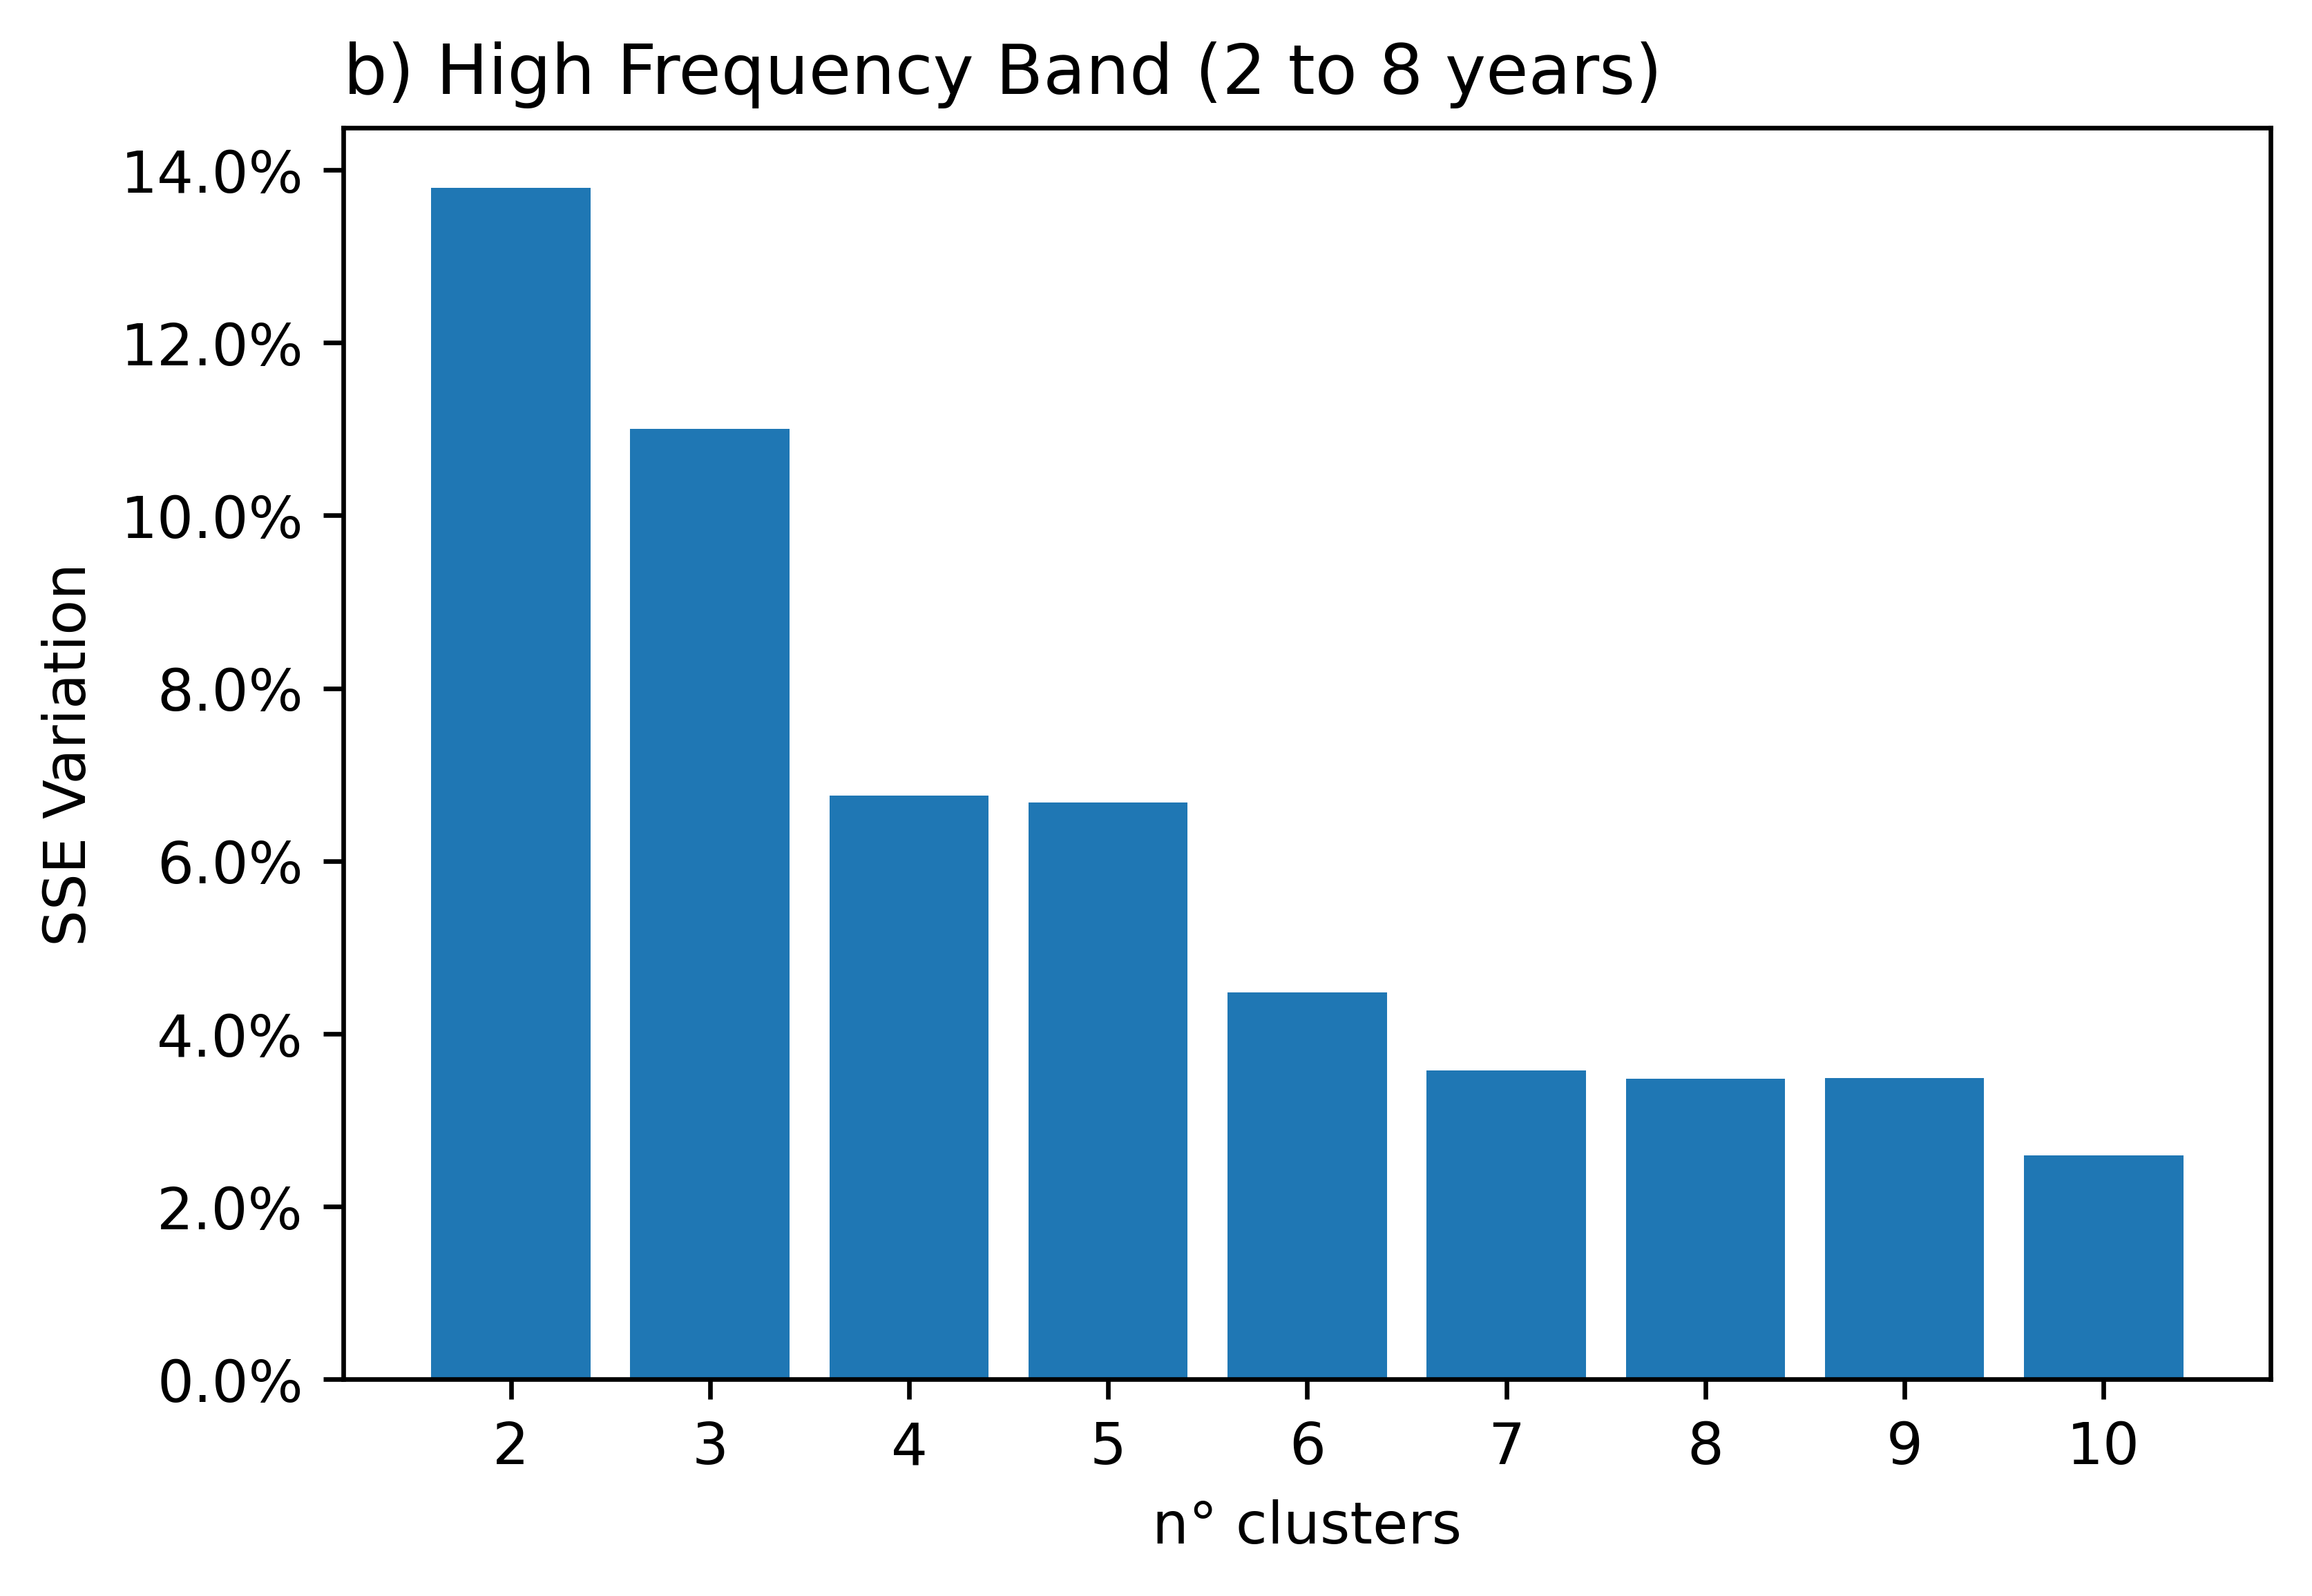 b) High Frequency Band (2 to 8 years)
14.0%
12.0%
10.0%
8.0%
6.0%
4.0%
2.0%
0.0%
SSE Variation
2 3 4 5 6 7 8 9 10
n° clusters